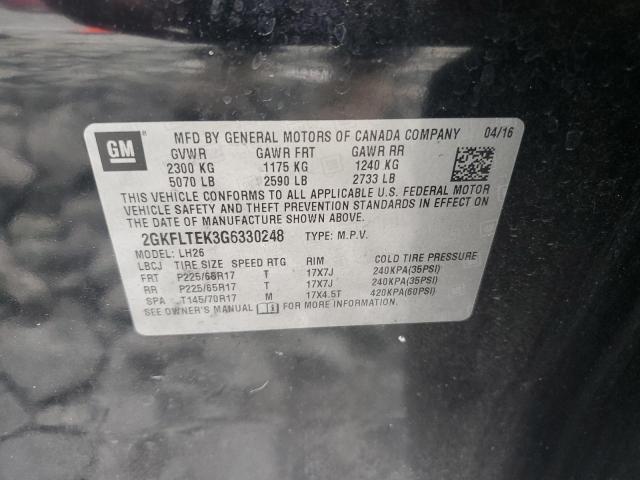 GM ® MFD BY GENERAL MOTORS OF CANADA COMPANY 04/16
GVWR GAWR FRT GAWR RR
2300 KG 1175 KG 1240 KG
5070 LB 2590 LB 2733 LB
THIS VEHICLE CONFORMS TO ALL APPLICABLE U.S. FEDERAL MOTOR
VEHICLE SAFETY AND THEFT PREVENTION STANDARDS IN EFFECT ON
THE DATE OF MANUFACTURE SHOWN ABOVE.
2GKFLTEK3G6330248 TYPE: M.P.V.
MODEL: LH26
LBCJ TIRE SIZE SPEED RTG RIM COLD TIRE PRESSURE
FRT P225/65R17 T 17X7J 240KPA(35PSI)
RR P225/65R17 T 17X7J 240KPA(35PSI)
SPA T145/70R17 M 17X4.5T 420KPA(60PSI)
SEE OWNER'S MANUAL FOR MORE INFORMATION.